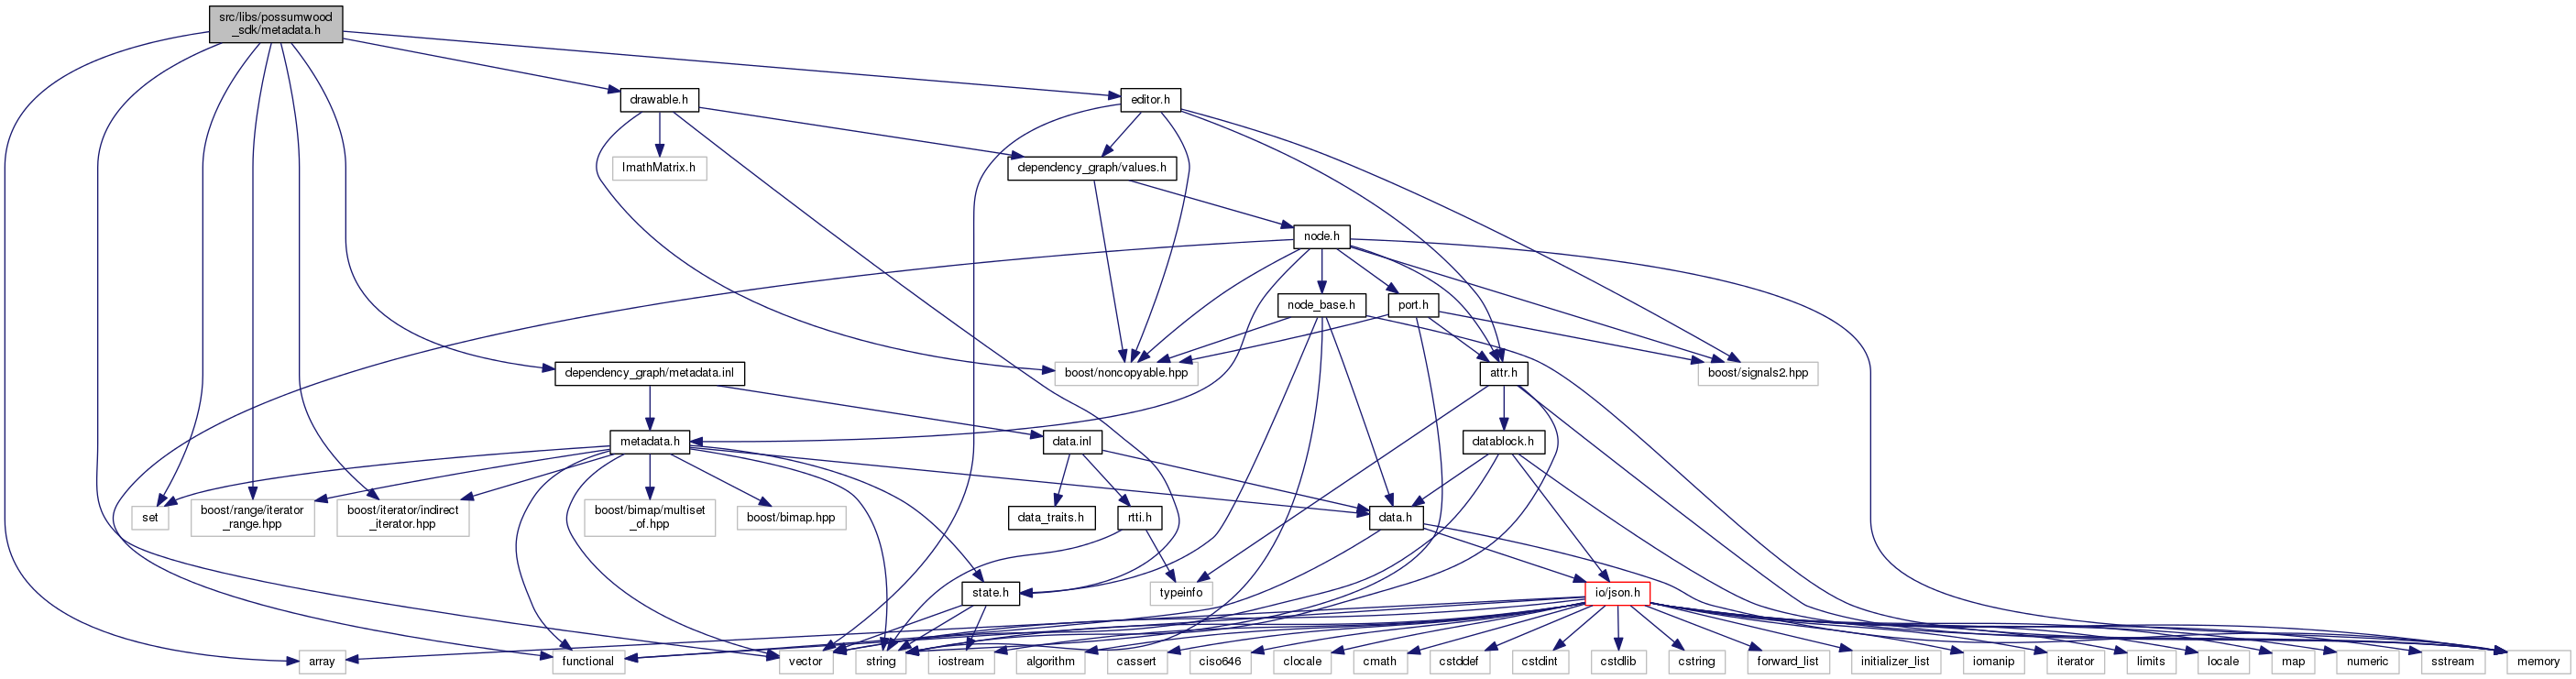 src/libs/possumwood
_sdk/metadata.h
drawable.h
editor.h
ImathMatrix.h
dependency_graph/values.h
node.h
node_base.h
port.h
dependency_graph/metadata.inl
boost/noncopyable.hpp
attr.h
boost/signals2.hpp
metadata.h
data.inl
datablock.h
set
boost/range/iterator
_range.hpp
boost/iterator/indirect
_iterator.hpp
boost/bimap/multiset
_of.hpp
boost/bimap.hpp
data_traits.h
rtti.h
data.h
state.h
typeinfo
io/json.h
array
functional
vector
string
iostream
algorithm
cassert
ciso646
clocale
cmath
cstddef
cstdint
cstdlib
cstring
forward_list
initializer_list
iomanip
iterator
limits
locale
map
numeric
sstream
memory